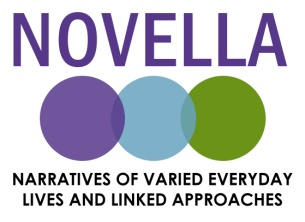 NOVELLA
NARRATIVES OF VARIED EVERYDAY
LIVES AND LINKED APPROACHES